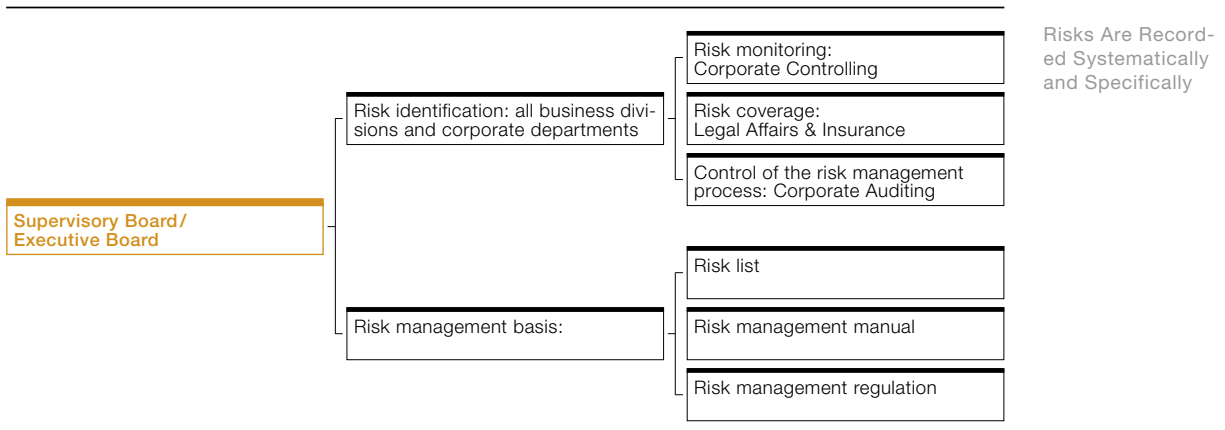 Risks Are Record-
ed Systematically
and Specifically
Supervisory Board/
Executive Board
Risk identification: all business divi-
sions and corporate departments
Risk monitoring:
Corporate Controlling
Risk coverage:
Legal Affairs & Insurance
Control of the risk management
process: Corporate Auditing
Risk management basis:
Risk list
Risk management manual
Risk management regulation